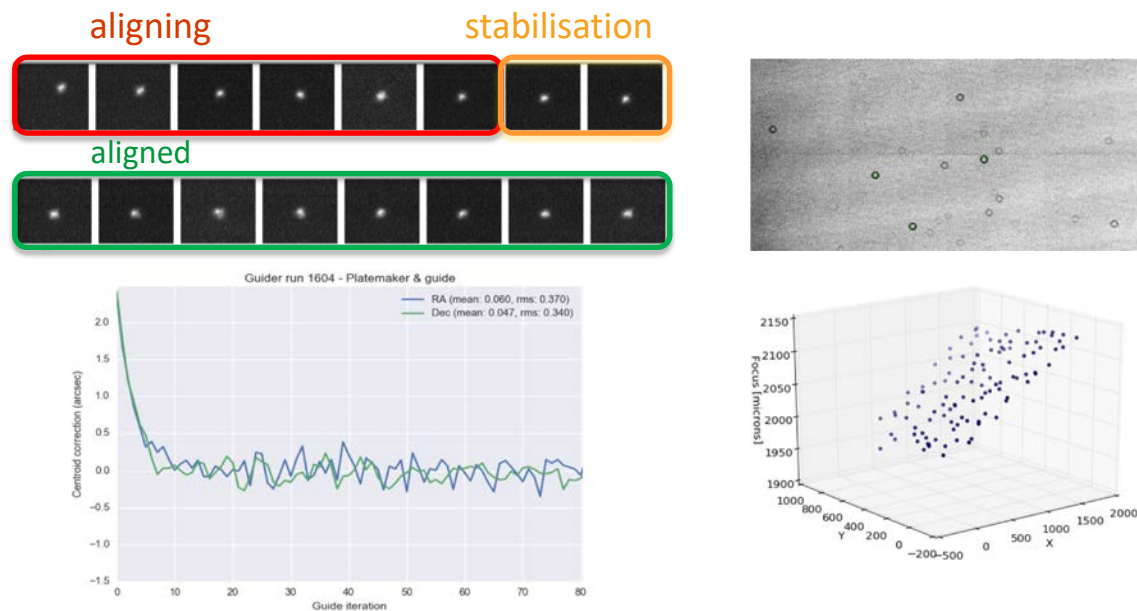 aligning
stabilisation
aligned
Guider run 1604 - Platemaker & guide
RA (mean: 0.060, rms: 0.370)
Dec (mean: 0.047, rms: 0.340)
Centroid correction (arcsec)
2.0
1.5
1.0
0.5
0.0
−0.5
−1.0
−1.5
0 10 20 30 40 50 60 70 80
Guide iteration
Focus [microns]
2150
2100
2050
2000
1950
1900
1000
800
600
400
200
0
−200
Y
−500
0
500
1000
1500
2000
X